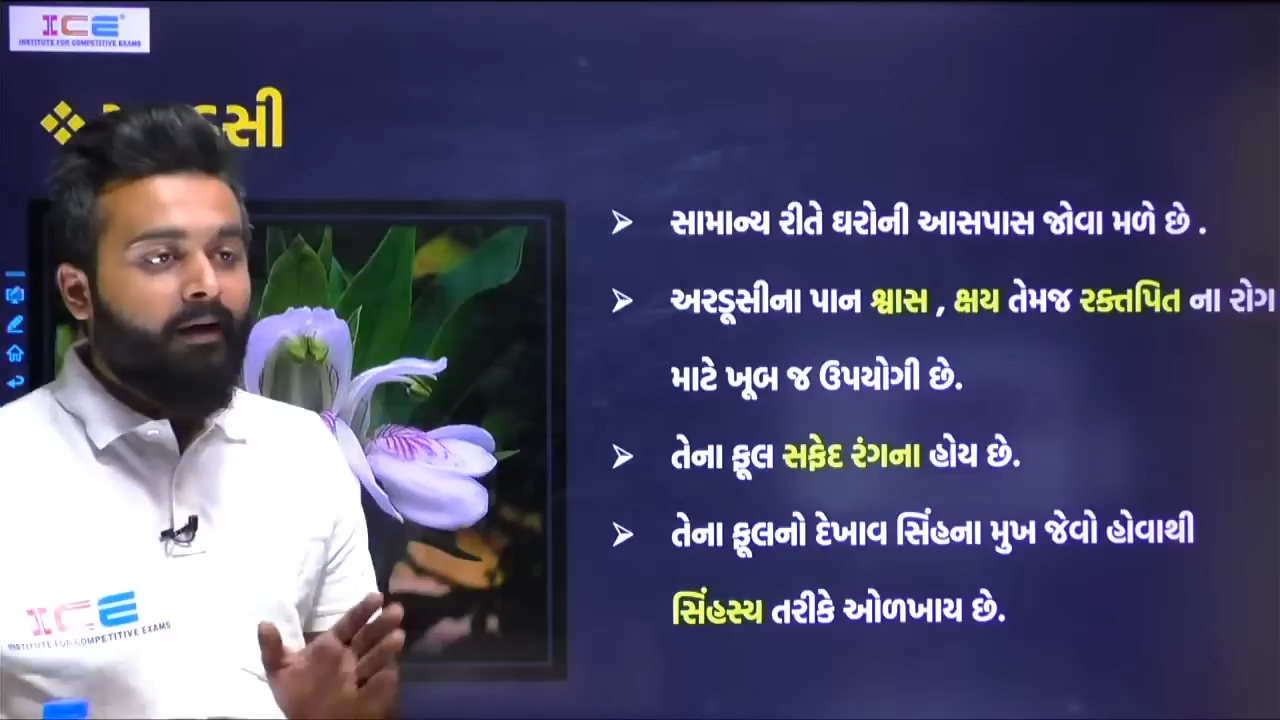 ICE
INSTITUTE FOR COMPETITIVE EXAMS
સામાન્ય રીતે ઘરોની આસપાસ જોવા મળે છે .
અરડૂસીના પાન શ્વાસ , ક્ષય તેમજ રક્તપિત ના રોગ
માટે ખૂબ જ ઉપયોગી છે.
તેના ફૂલ સફેદ રંગના હોય છે.
તેના ફૂલનો દેખાવ સિંહના મુખ જેવો હોવાથી
સિંહસ્ય તરીકે ઓળખાય છે.
ICE
INSTITUTE FOR COMPETITIVE EXAMS